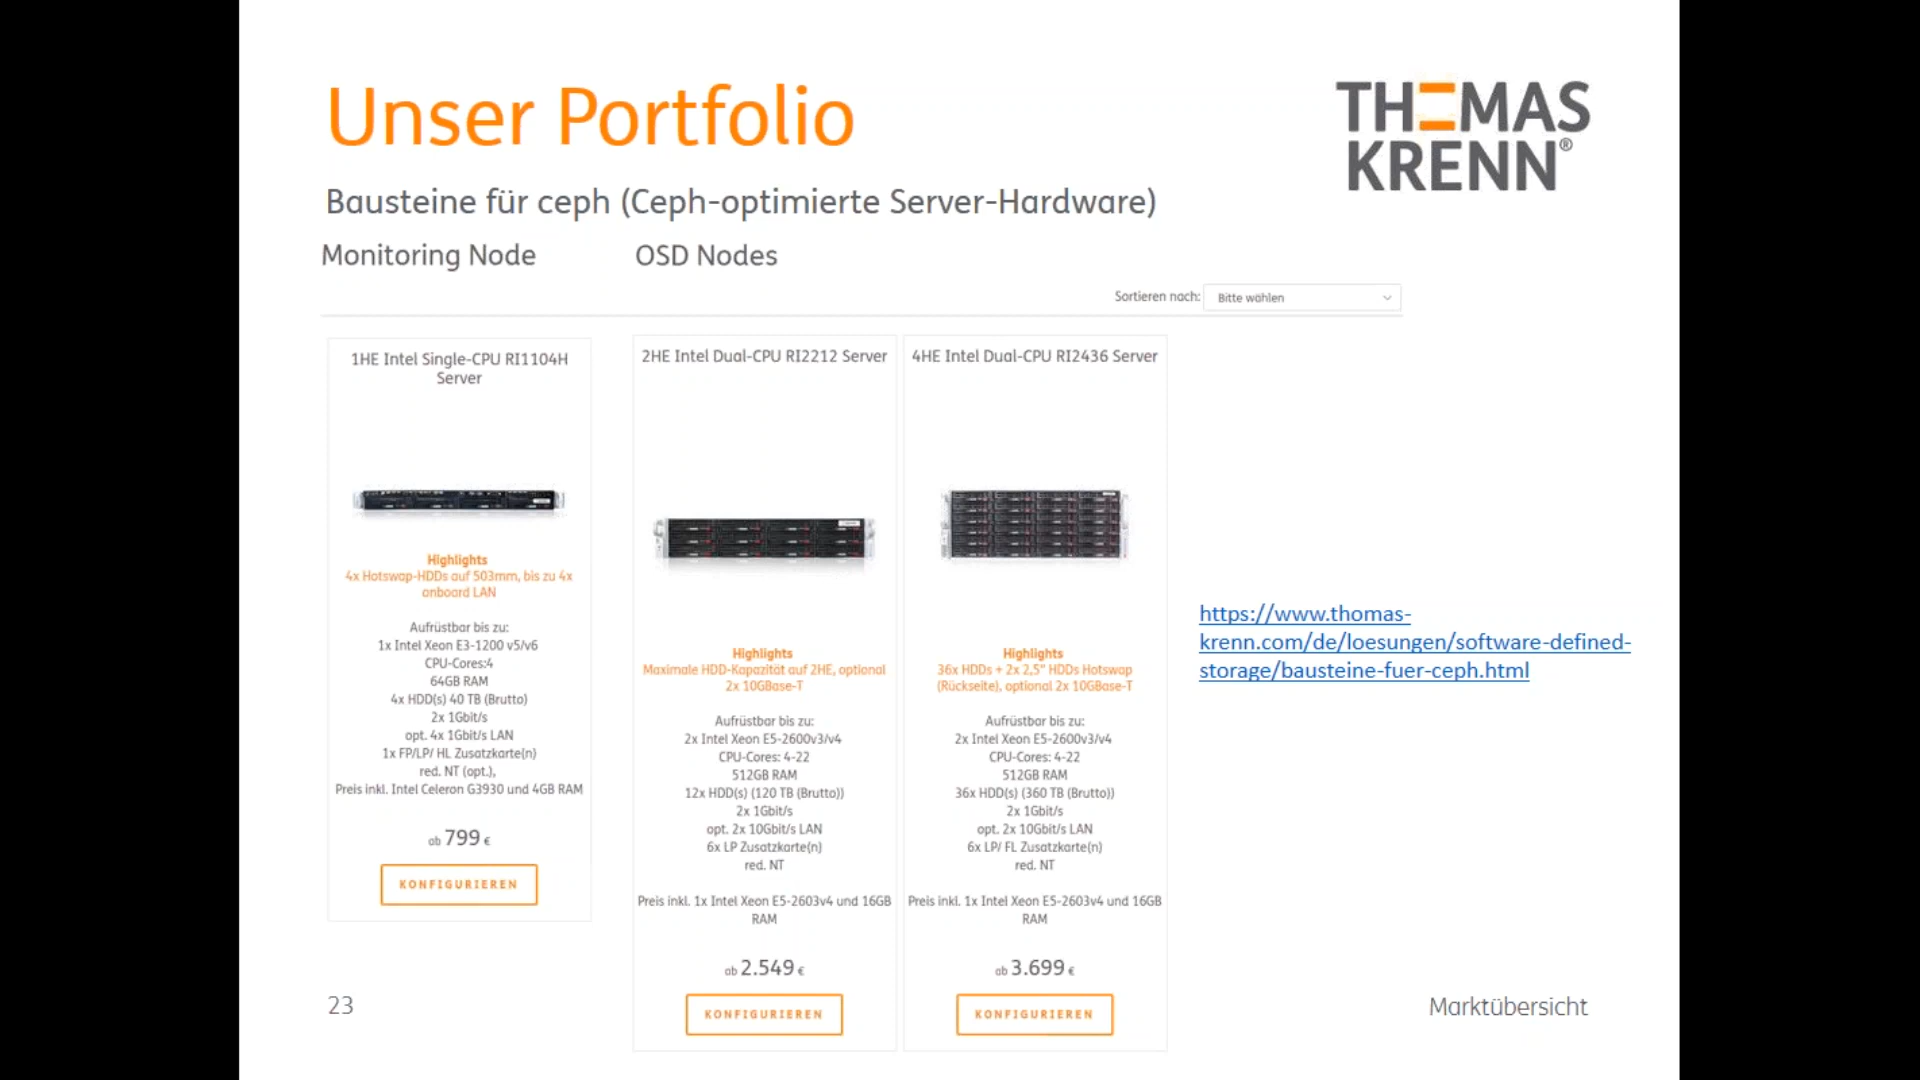 Unser Portfolio
THOMAS
KRENN®
Bausteine für ceph (Ceph-optimierte Server-Hardware)
Monitoring Node
OSD Nodes
Sortieren nach: Bitte wählen
1HE Intel Single-CPU RI1104H
Server
Highlights
4x Hotswap-HDDs auf 503mm, bis zu 4x
onboard LAN
Aufrüstbar bis zu:
1x Intel Xeon E3-1200 v5/v6
CPU-Cores:4
64GB RAM
4x HDD(s) 40 TB (Brutto)
2x 1Gbit/s
opt. 4x 1Gbit/s LAN
1x FP/LP/ HL Zusatzkarte(n)
red. NT (opt.),
Preis inkl. Intel Celeron G3930 und 4GB RAM
ab 799 €
KONFIGURIEREN
2HE Intel Dual-CPU RI2212 Server
Highlights
Maximale HDD-Kapazität auf 2HE, optional
2x 10GBase-T
Aufrüstbar bis zu:
2x Intel Xeon E5-2600v3/v4
CPU-Cores: 4-22
512GB RAM
12x HDD(s) (120 TB (Brutto))
2x 1Gbit/s
opt. 2x 10Gbit/s LAN
6x LP Zusatzkarte(n)
red. NT
Preis inkl. 1x Intel Xeon E5-2603v4 und 16GB
RAM
ab 2.549 €
KONFIGURIEREN
4HE Intel Dual-CPU RI2436 Server
Highlights
36x HDDs + 2x 2,5" HDDs Hotswap
(Rückseite), optional 2x 10GBase-T
Aufrüstbar bis zu:
2x Intel Xeon E5-2600v3/v4
CPU-Cores: 4-22
512GB RAM
36x HDD(s) (360 TB (Brutto))
2x 1Gbit/s
opt. 2x 10Gbit/s LAN
6x LP/ FL Zusatzkarte(n)
red. NT
Preis inkl. 1x Intel Xeon E5-2603v4 und 16GB
RAM
ab 3.699 €
KONFIGURIEREN
https://www.thomas-
krenn.com/de/loesungen/software-defined-
storage/bausteine-fuer-ceph.html
23
Marktübersicht